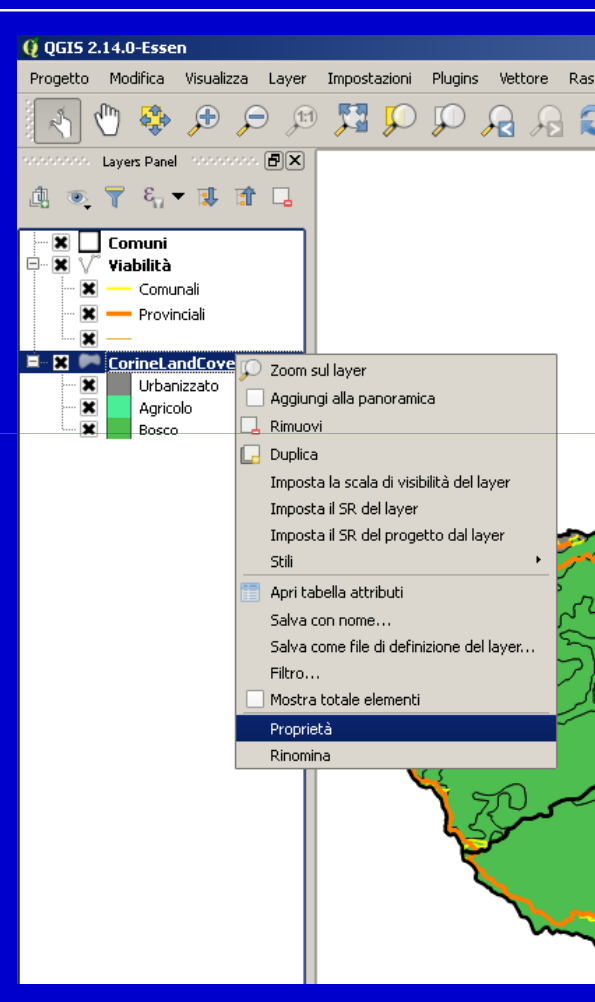 QGIS 2.14.0-Essen
Progetto Modifica Visualizza Layer Impostazioni Plugins Vettore Ras
1:1
Layers Panel
Comuni
Viabilità
Comunali
Provinciali
CorineLandCove
Urbanizzato
Agricolo
Bosco
Zoom sul layer
Aggiungi alla panoramica
Rimuovi
Duplica
Imposta la scala di visibilità del layer
Imposta il SR del layer
Imposta il SR del progetto dal layer
Stili
Apri tabella attributi
Salva con nome...
Salva come file di definizione del layer...
Filtro...
Mostra totale elementi
Proprietà
Rinomina